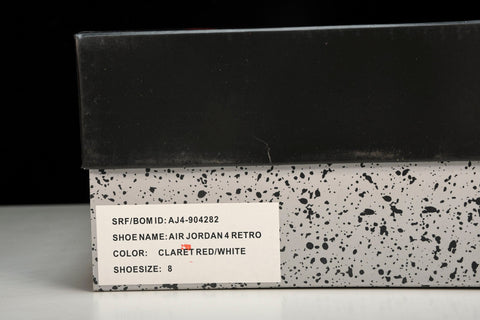 SRF/BOM ID: AJ4-904282
SHOE NAME: AIR JORDAN 4 RETRO
COLOR: CLARET RED/WHITE
SHOESIZE: 8